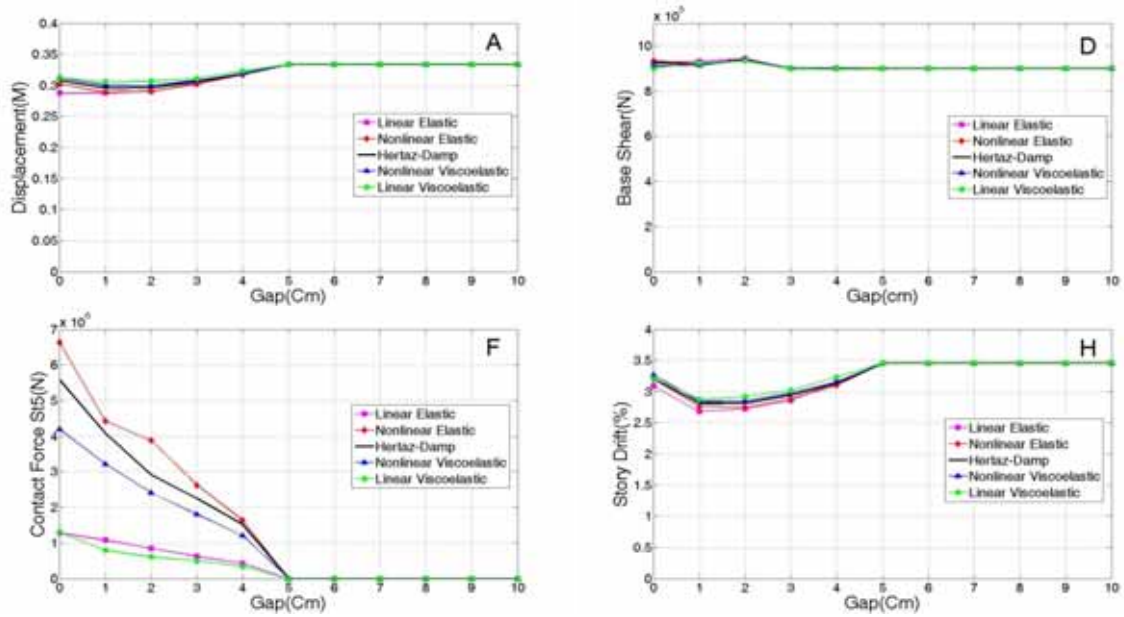 A
Displacement(M)
0.4
0.35
0.3
0.25
0.2
0.15
0.1
0.05
0
0 1 2 3 4 5 6 7 8 9 10
Gap(Cm)
Linear Elastic
Nonlinear Elastic
Hertaz-Damp
Nonlinear Viscoelastic
Linear Viscoelastic
D
Base Shear(N)
10
8
6
4
2
0
0 1 2 3 4 5 6 7 8 9 10
Gap(cm)
Linear Elastic
Nonlinear Elastic
Hertaz-Damp
Nonlinear Viscoelastic
Linear Viscoelastic
F
Contact Force St5(N)
7
6
5
4
3
2
1
0
0 1 2 3 4 5 6 7 8 9 10
Gap(Cm)
Linear Elastic
Nonlinear Elastic
Hertaz-Damp
Nonlinear Viscoelastic
Linear Viscoelastic
H
Story Drift(%)
4
3.5
3
2.5
2
1.5
1
0.5
0
0 1 2 3 4 5 6 7 8 9 10
Gap(Cm)
Linear Elastic
Nonlinear Elastic
Hertaz-Damp
Nonlinear Viscoelastic
Linear Viscoelastic